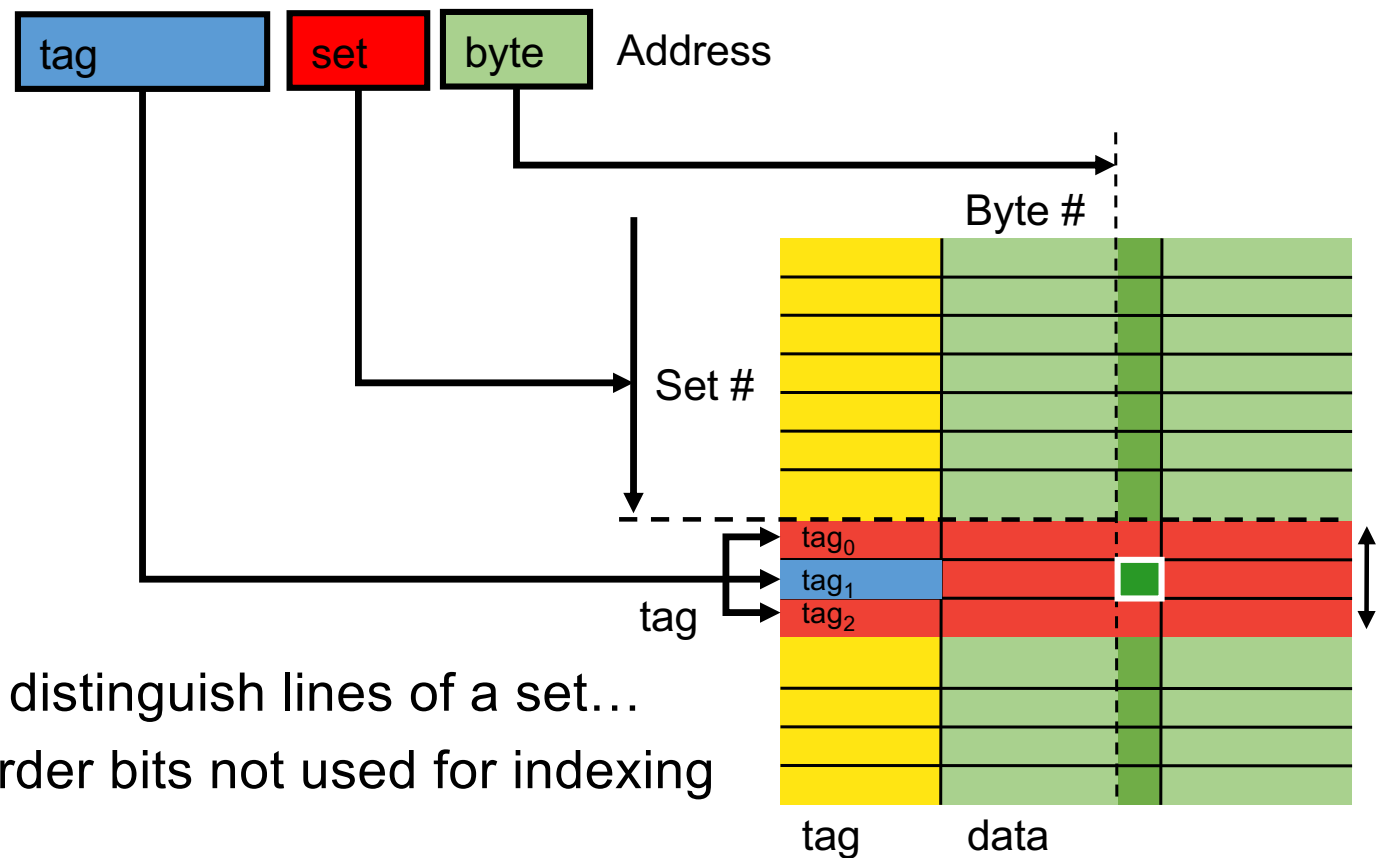 tag set byte Address
Byte #
Set #
tag₀
tag₁
tag₂
tag
distinguish lines of a set…
rder bits not used for indexing
tag data